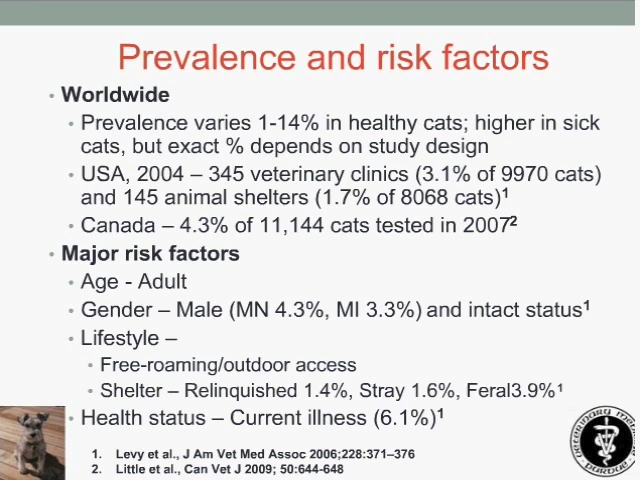 Prevalence and risk factors
• Worldwide
• Prevalence varies 1-14% in healthy cats; higher in sick
cats, but exact % depends on study design
• USA, 2004 – 345 veterinary clinics (3.1% of 9970 cats)
and 145 animal shelters (1.7% of 8068 cats)¹
• Canada – 4.3% of 11,144 cats tested in 2007²
• Major risk factors
• Age - Adult
• Gender – Male (MN 4.3%, MI 3.3%) and intact status¹
• Lifestyle –
• Free-roaming/outdoor access
• Shelter – Relinquished 1.4%, Stray 1.6%, Feral3.9%¹
• Health status – Current illness (6.1%)¹
1. Levy et al., J Am Vet Med Assoc 2006;228:371–376
2. Little et al., Can Vet J 2009; 50:644-648
VETERINARY
PURDUE